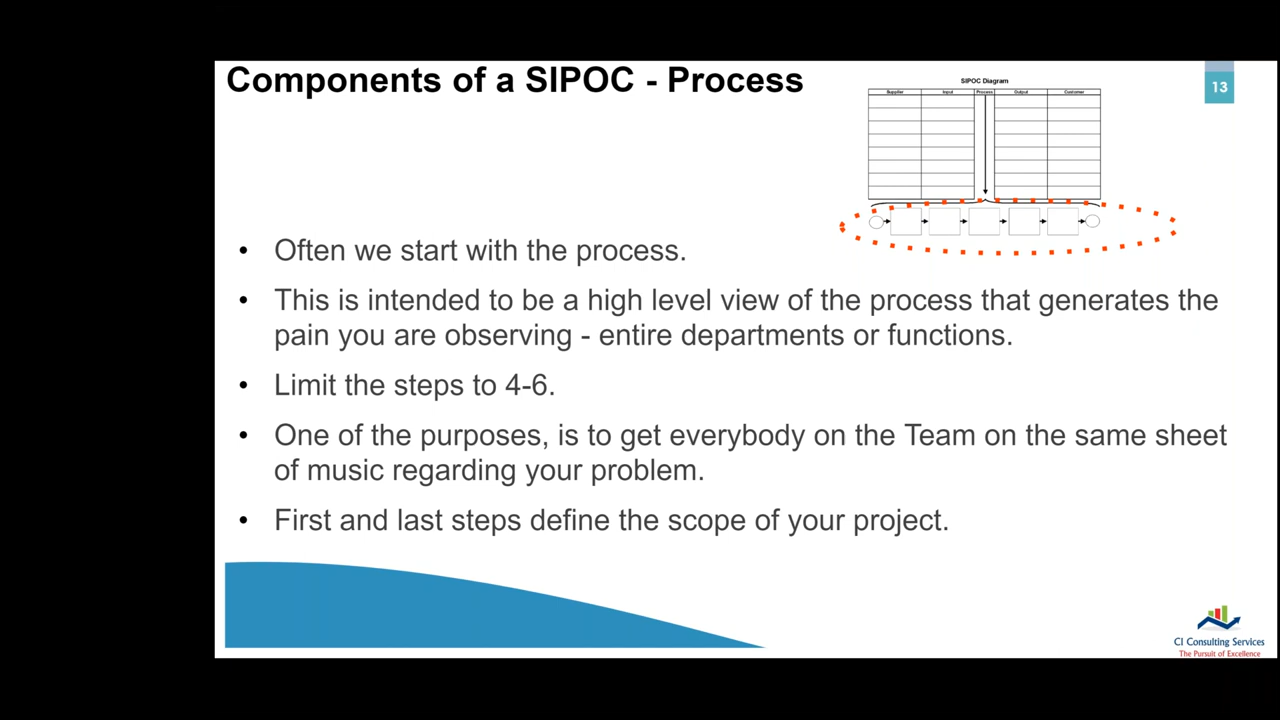 Components of a SIPOC - Process
SIPOC Diagram
Supplier Input Process Output Customer
13
• Often we start with the process.
• This is intended to be a high level view of the process that generates the
pain you are observing - entire departments or functions.
• Limit the steps to 4-6.
• One of the purposes, is to get everybody on the Team on the same sheet
of music regarding your problem.
• First and last steps define the scope of your project.
CI Consulting Services
The Pursuit of Excellence